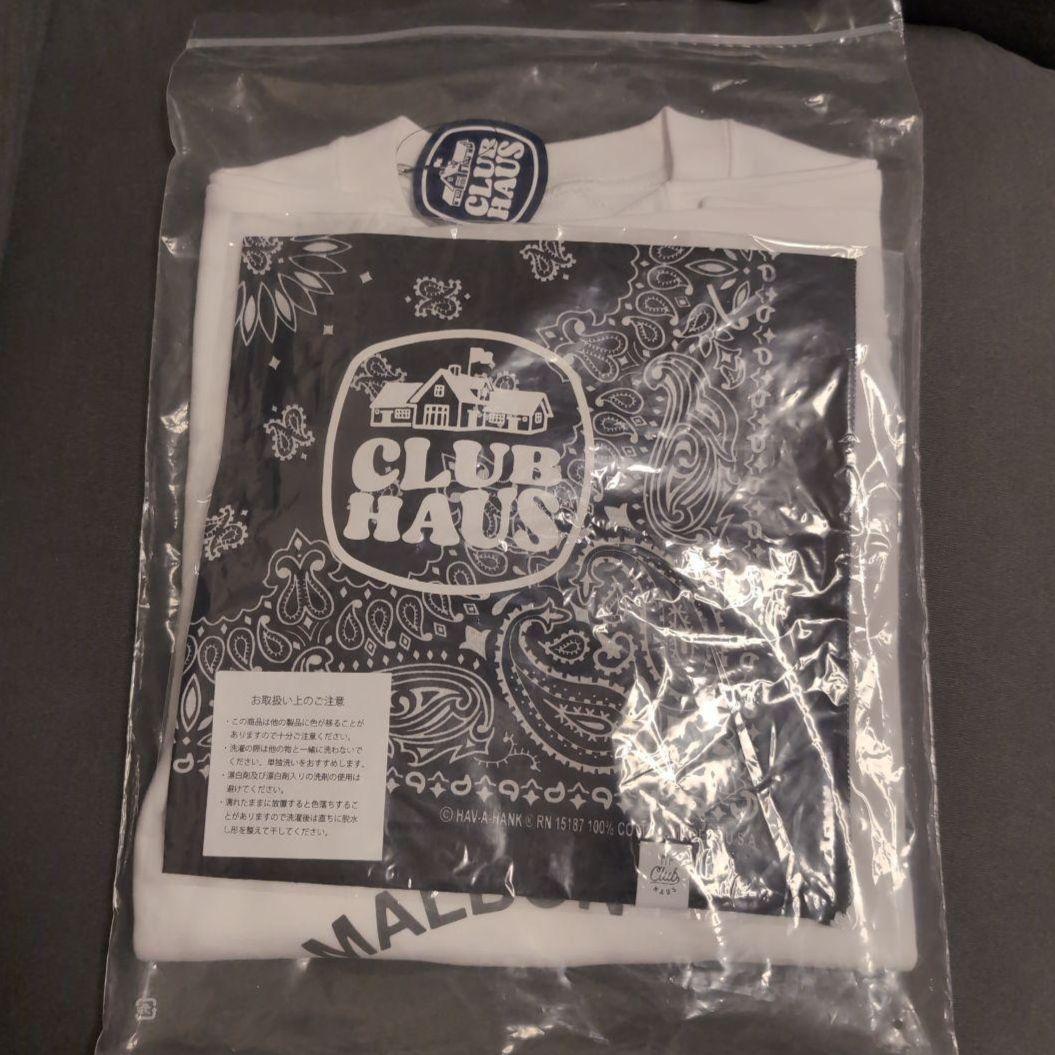 CLUB
HAUS
CLUB
HAUS
お取扱い上のご注意
・この商品は他の製品に色が移ることが
ありますので十分ご注意ください。
・洗濯の際は他の物と一緒に洗わないで
ください。単独洗いをおすすめします。
・漂白剤及び漂白剤入りの洗剤の使用は
避けてください。
・濡れたままに放置すると色落ちするこ
とがありますので洗濯後は直ちに脱水
し形を整えて干してください。
© HAV-A-HANK ® RN 15187 100% USA
Club
HAUS